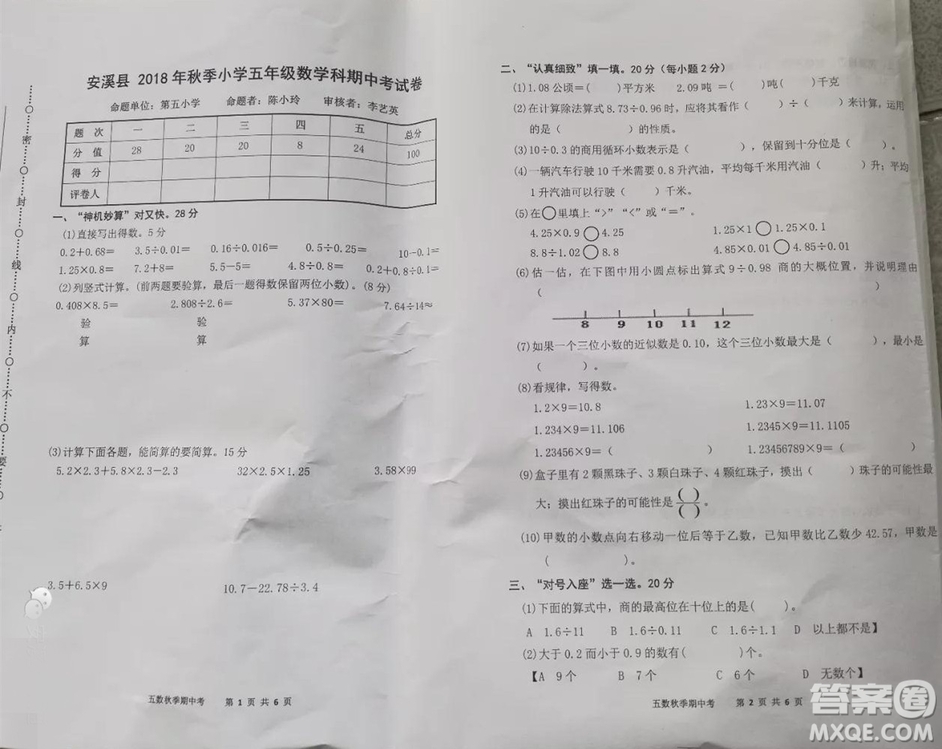 安溪县 2018 年秋季小学五年级数学科期中考试卷
命题单位：第五小学 命题者：陈小玲 审核者：李艺英
题 次 一 二 三 四 五 总分
分 值 28 20 20 8 24 100
得 分
评卷人
密 封 线 内 不 要
一、“神机妙算”对又快。28 分
(1)直接写出得数。5 分
0.2+0.68= 3.5÷0.01= 0.16÷0.016= 0.5÷0.25= 10-0.1=
1.25×0.8= 7.2÷8= 5-2.5= 4.8÷0.8= 0.2+0.8÷0.1=
(2)列竖式计算。(前两题要验算，最后一题得数保留两位小数)。(8 分)
0.408×8.5= 2.808÷2.6= 5.37×80= 7.64÷14≈
验 验
算 算
(3)计算下面各题，能简算的要简算。15 分
5.2×2.3+5.8×2.3－2.3 32×2.5×1.25 3.58×99
3.5+6.5×9 10.7－22.78÷3.4
五数秋季期中考 第 1 页 共 6 页
二、“认真细致”填一填。20 分（每小题 2 分）
(1) 1.08 公顷=（ ）平方米 2.09 吨 =（ ）吨（ ）千克
(2)在计算除法算式 8.73÷0.96 时，应将其看作（ ）÷（ ）来计算，运用
的是（ ）的性质。
(3)10÷0.3 的商用循环小数表示是（ ），保留到十分位是（ ）。
(4)一辆汽车行驶 10 千米需要 0.8 升汽油，平均每千米用汽油（ ）升；平均
1 升汽油可以行驶（ ）千米。
(5)在○里填上“>”“<”或“=”。
4.25×0.9○4.25 1.25×1○1.25×0.1
8.8÷1.02○8.8 4.85×0.01○4.85÷0.1
(6)估一估，在下图中用小圆点标出算式 9÷0.98 商的大概位置，并说明理由
（
8 9 10 11 12
(7)如果一个三位小数的近似数是 0.10，这个三位小数最大是（ ），最小是
（ ）。
(8)看规律，写得数。
1.2×9=10.8 1.23×9=11.07
1.234×9=11.106 1.2345×9=11.1105
1.23456×9=（ ） 1.23456789×9=（ ）
(9)盒子里有 2 颗黑珠子、3 颗蓝珠子、4 颗红珠子，摸出（ ）珠子的可能性
大；摸出红珠子的可能性是( )/( )
(10)甲数的小数点向右移动一位后等于乙数，已知甲数比乙数少 42.57，甲数是
（ ）。
三、“对号入座”选一选。20 分
(1)下面的算式中，商的最高位在十位上的是（ ）。
A 1.6÷11 B 1.6÷0.11 C 1.6÷1.1 D 以上都不是】
(2)大于 0.2 而小于 0.9 的小数有（ ）个。
【A 9个 B 7个 C 6个 D 无数个】
五数秋季期中考 第 2 页 共 6 页
答案圈
MXQE.COM